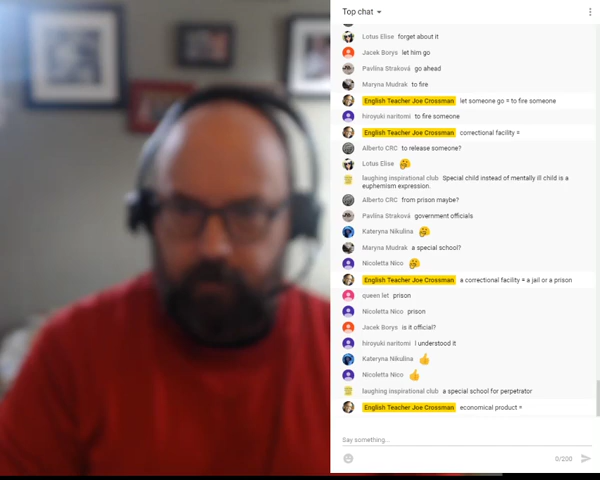 Top chat
Lotus Elise forget about it
Jacek Borys let him go
Pavlína Straková go ahead
Maryna Mudrak to fire
English Teacher Joe Crossman let someone go = to fire someone
hiroyuki naritomi to fire someone
English Teacher Joe Crossman correctional facility =
Alberto CRC to release someone?
Lotus Elise 🤔
laughing inspirational club Special child instead of mentally ill child is a
euphemism expression.
Alberto CRC from prison maybe?
Pavlína Straková government officials
Kateryna Nikulina 🤔
Maryna Mudrak a special school?
Nicoletta Nico 🤔
English Teacher Joe Crossman a correctional facility = a jail or a prison
queen let prison
Nicoletta Nico prison
Jacek Borys is it official?
hiroyuki naritomi I understood it
Kateryna Nikulina 👍
Nicoletta Nico 👍
laughing inspirational club a special school for perpetrator
English Teacher Joe Crossman economical product =
Say something...
0/200